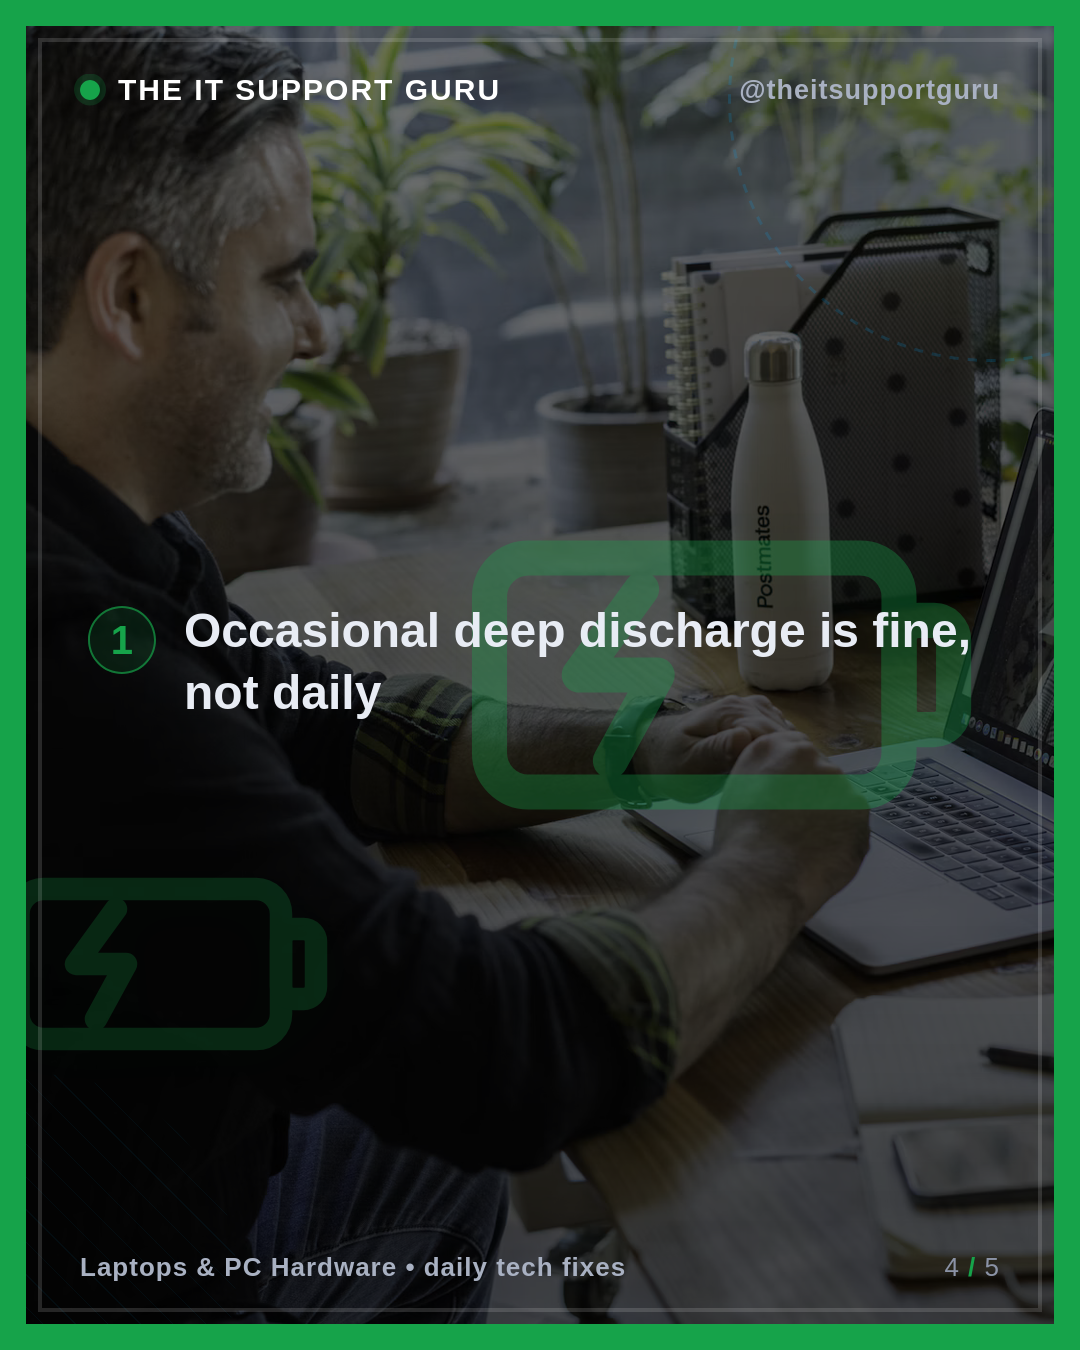 THE IT SUPPORT GURU
@theitsupportguru
Postmates
1
Occasional deep discharge is fine,
not daily
Laptops & PC Hardware • daily tech fixes
4 / 5